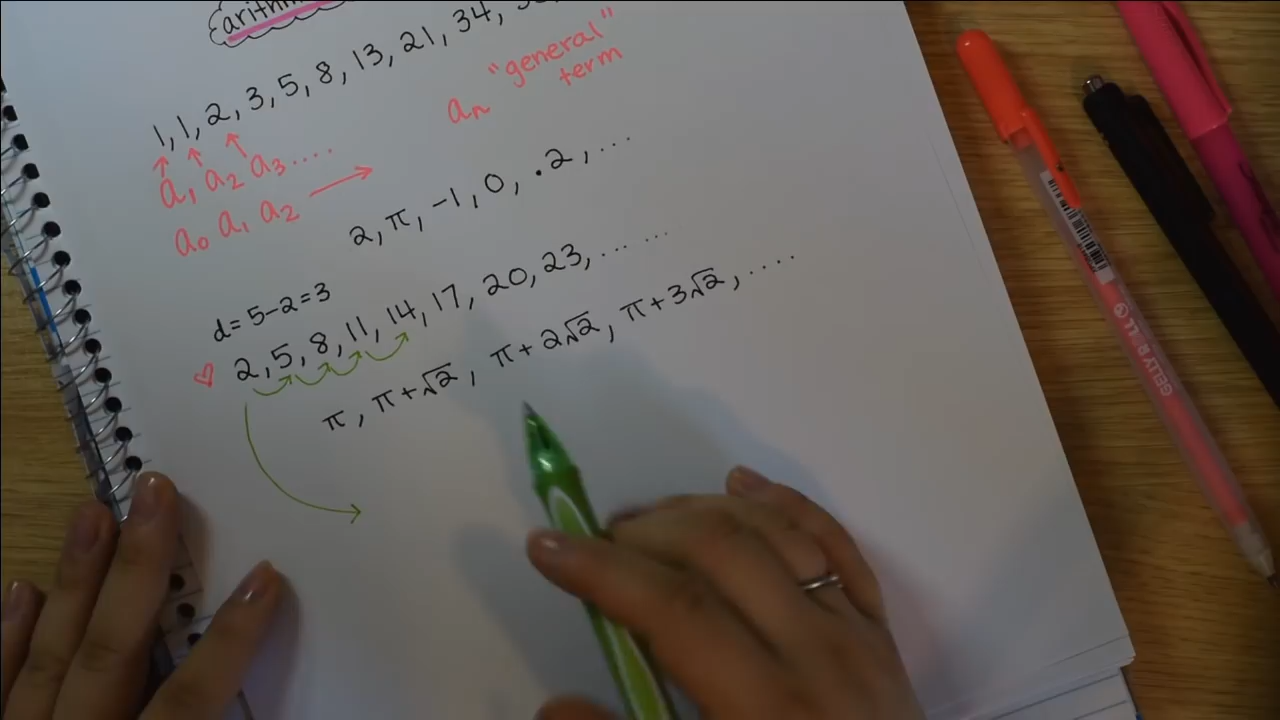 1, 1, 2, 3, 5, 8, 13, 21, 34,
a₁ a₂ a₃ ....
a₀ a₁ a₂ →
aₙ "general"
term
2, π, -1, 0, .2, ...
d = 5-2 = 3
♡ 2, 5, 8, 11, 14, 17, 20, 23, ... ...
π, π+√2, π+2√2, π+3√2, ....
GELLY ROLL